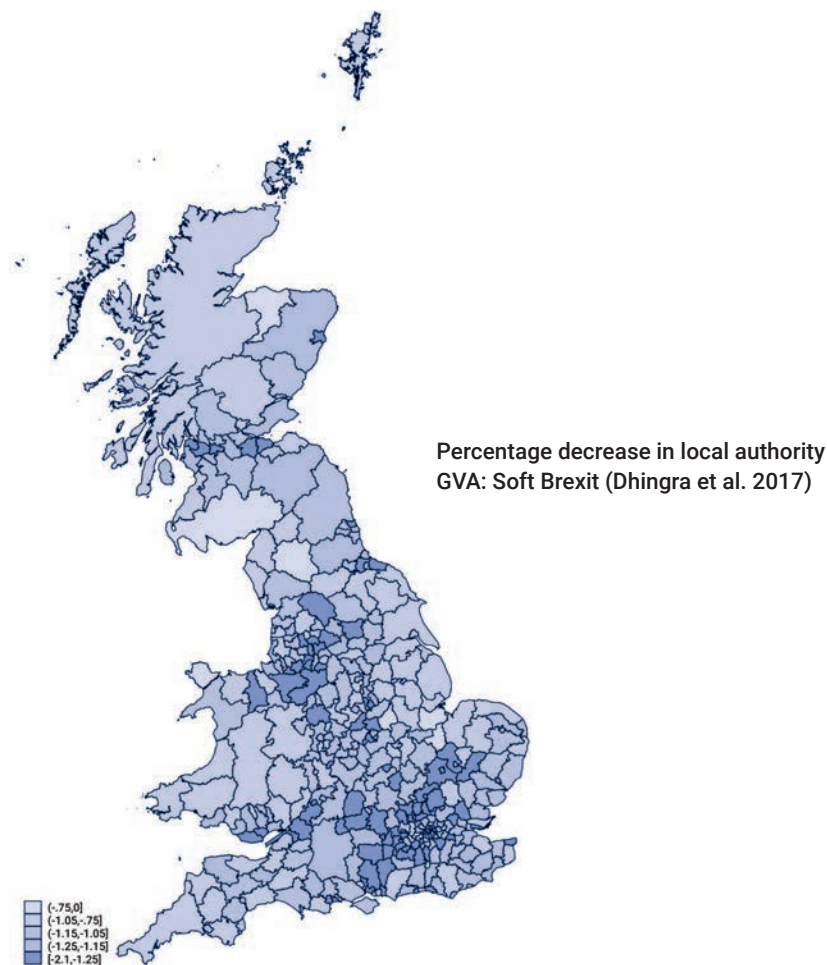 Percentage decrease in local authority
GVA: Soft Brexit (Dhingra et al. 2017)
(-.75,0]
(-1.05,-.75]
(-1.15,-1.05]
(-1.25,-1.15]
[-2.1,-1.25]